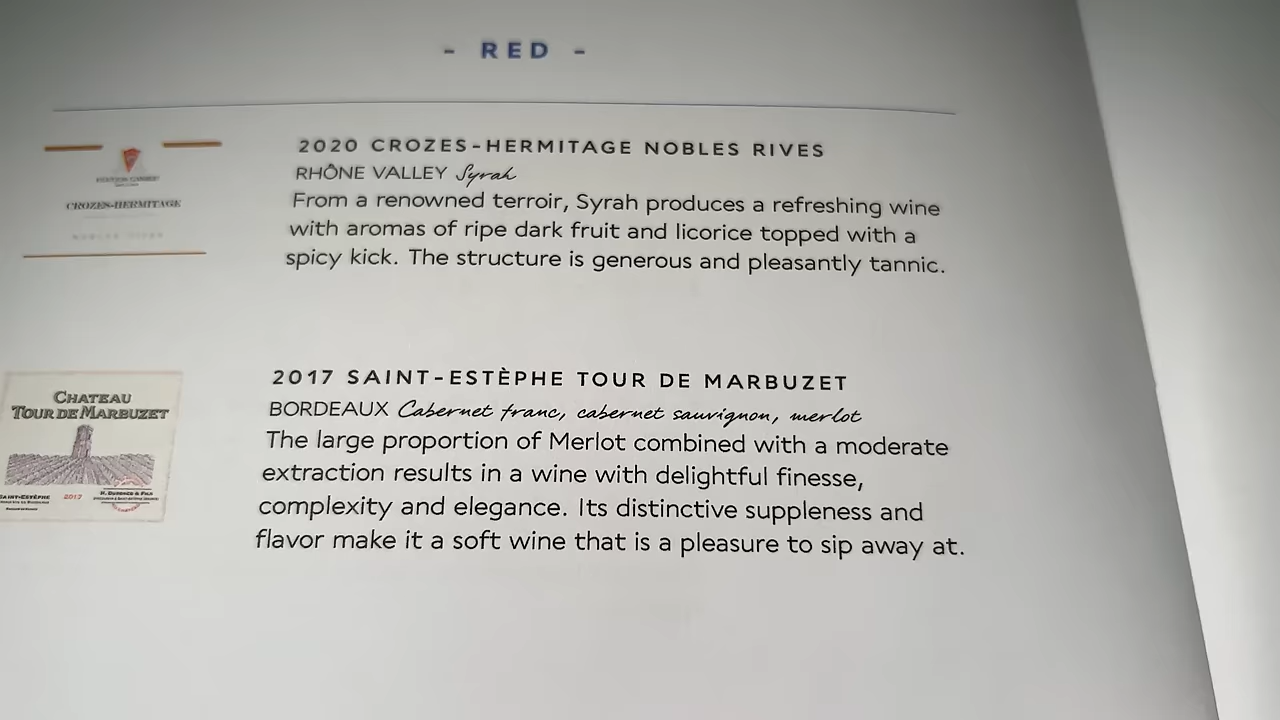 - RED -
2020 CROZES-HERMITAGE NOBLES RIVES
RHÔNE VALLEY Syrah
From a renowned terroir, Syrah produces a refreshing wine
with aromas of ripe dark fruit and licorice topped with a
spicy kick. The structure is generous and pleasantly tannic.
CROZES-HERMITAGE
2017 SAINT-ESTÈPHE TOUR DE MARBUZET
BORDEAUX Cabernet franc, cabernet sauvignon, merlot
The large proportion of Merlot combined with a moderate
extraction results in a wine with delightful finesse,
complexity and elegance. Its distinctive suppleness and
flavor make it a soft wine that is a pleasure to sip away at.
CHATEAU
TOUR DE MARBUZET
SAINT-ESTÈPHE 2017